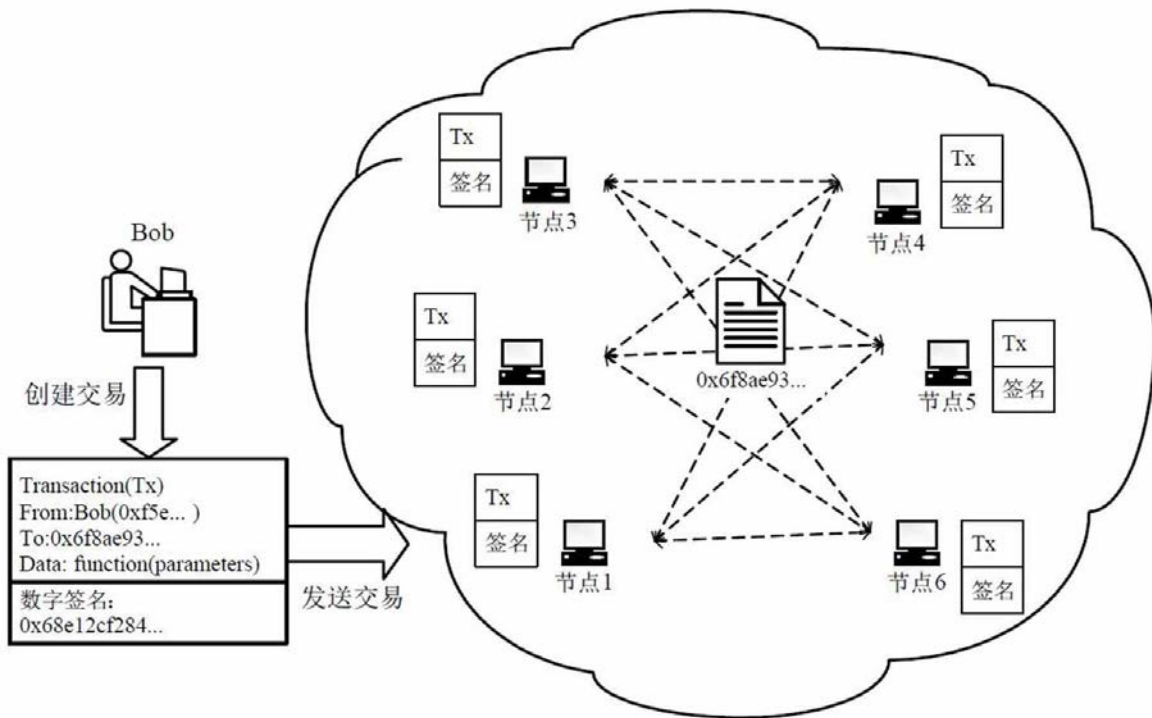 Bob
创建交易
Transaction(Tx)
From:Bob(0xf5e... )
To:0x6f8ae93...
Data: function(parameters)
数字签名:
0x68e12cf284...
发送交易
Tx
签名
节点3
Tx
签名
节点4
Tx
签名
节点2
0x6f8ae93...
Tx
签名
节点5
Tx
签名
节点1
Tx
签名
节点6